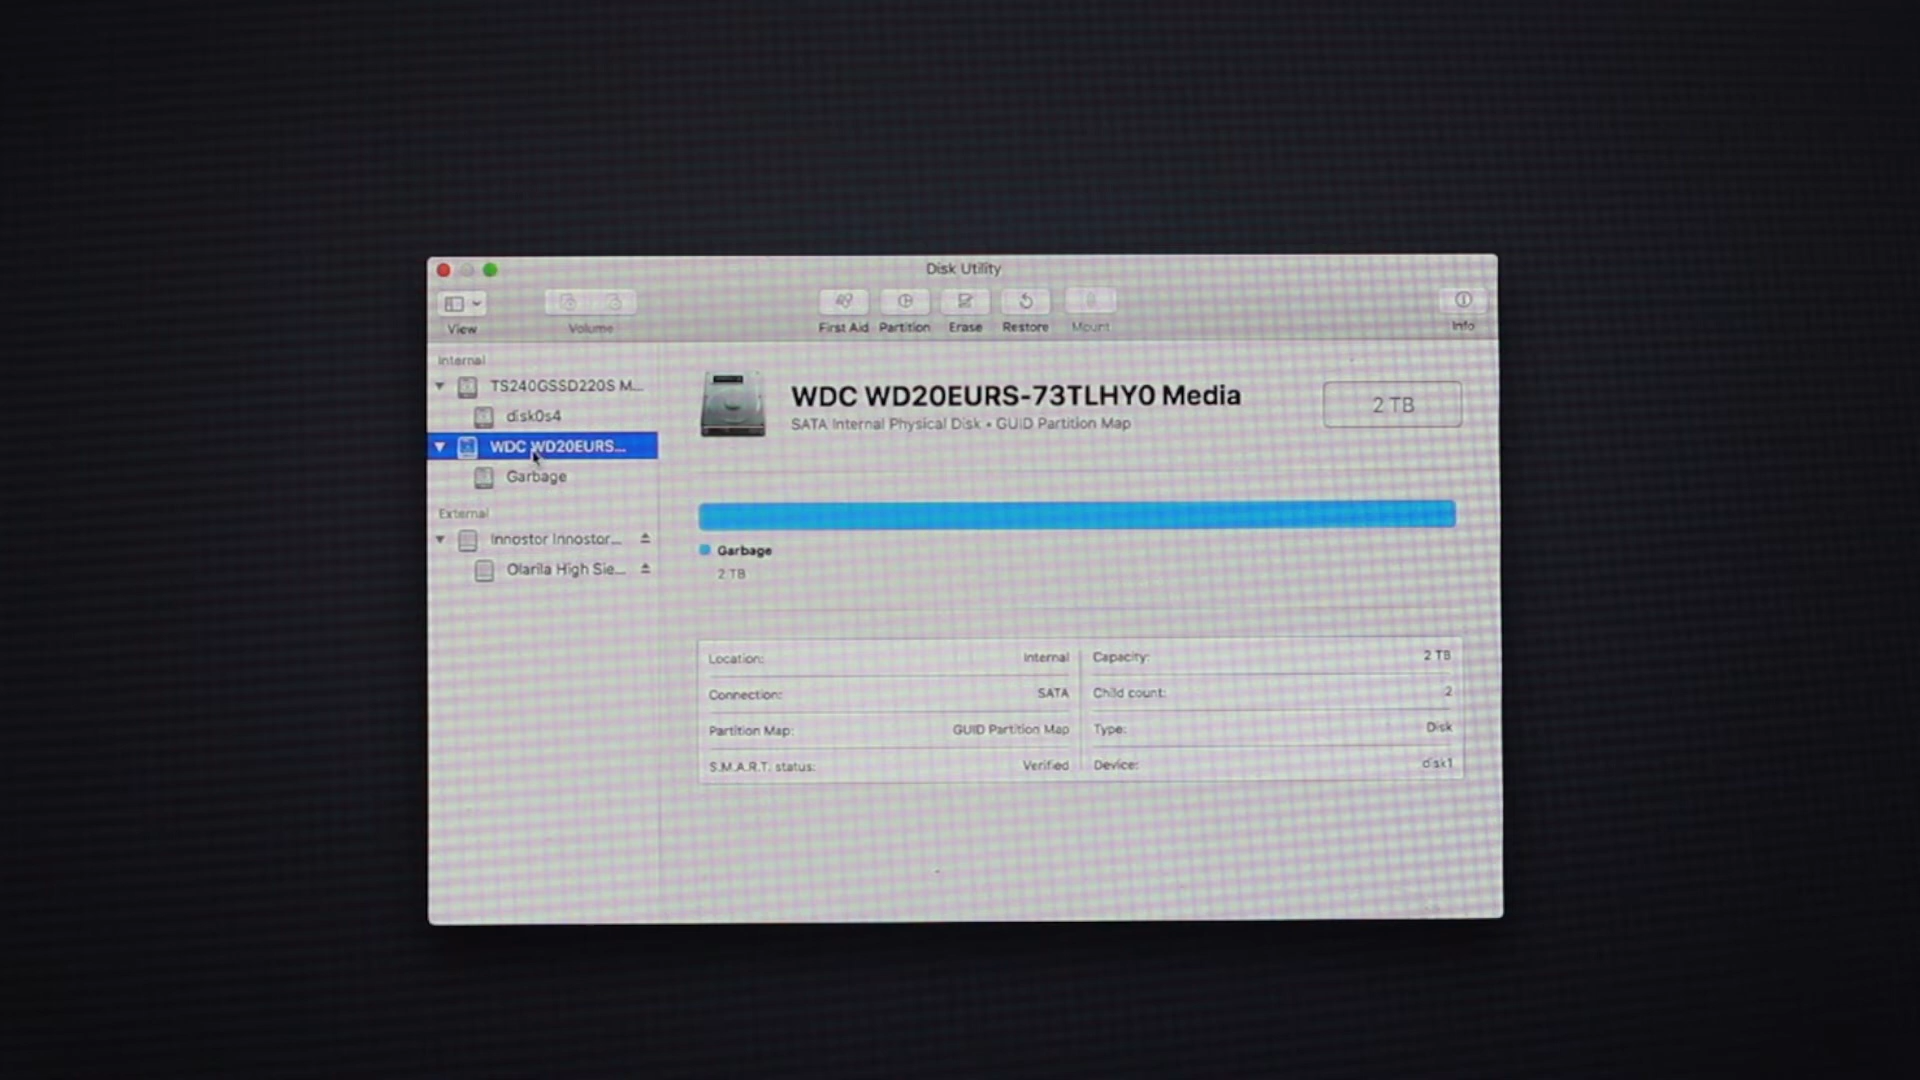 Disk Utility
View
Volume
First Aid
Partition
Erase
Restore
Mount
Info
Internal
TS240GSSD220S M...
disk0s4
WDC WD20EURS...
Garbage
External
Innostor Innostor...
Olarila High Sie...
WDC WD20EURS-73TLHY0 Media
SATA Internal Physical Disk • GUID Partition Map
2 TB
Garbage
2 TB
Location: Internal
Connection: SATA
Partition Map: GUID Partition Map
S.M.A.R.T. status: Verified
Capacity: 2 TB
Child count: 2
Type: Disk
Device: disk1